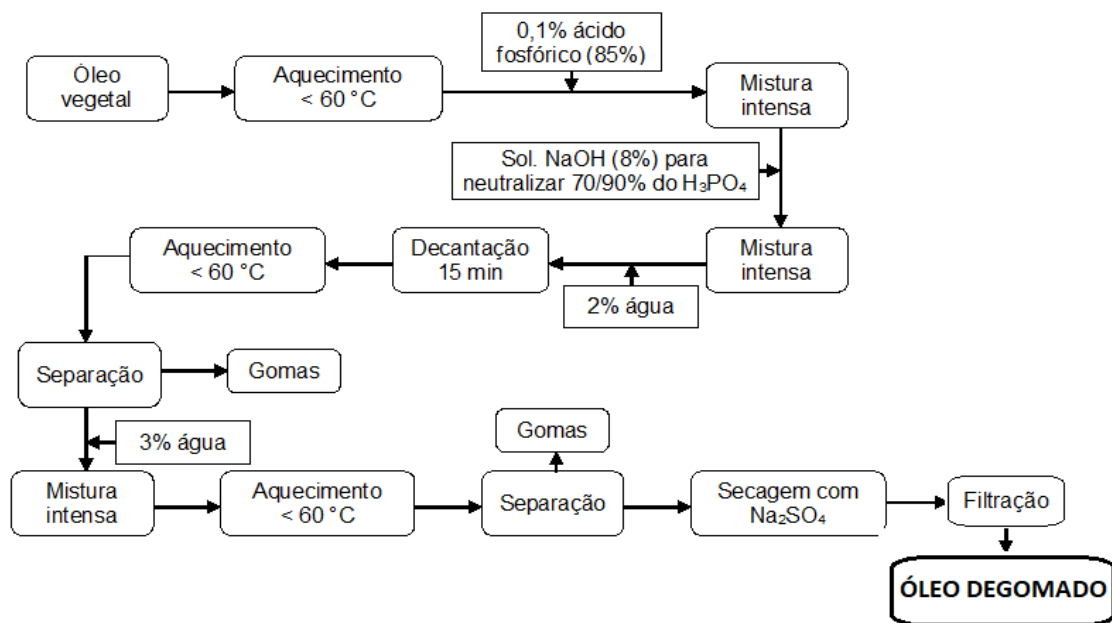 0,1% ácido
fosfórico (85%)
Óleo
vegetal
Aquecimento
< 60 °C
Mistura
intensa
Sol. NaOH (8%) para
neutralizar 70/90% do H₃PO₄
Aquecimento
< 60 °C
Decantação
15 min
Mistura
intensa
2% água
Separação
Gomas
3% água
Gomas
Mistura
intensa
Aquecimento
< 60 °C
Separação
Secagem com
Na₂SO₄
Filtração
ÓLEO DEGOMADO